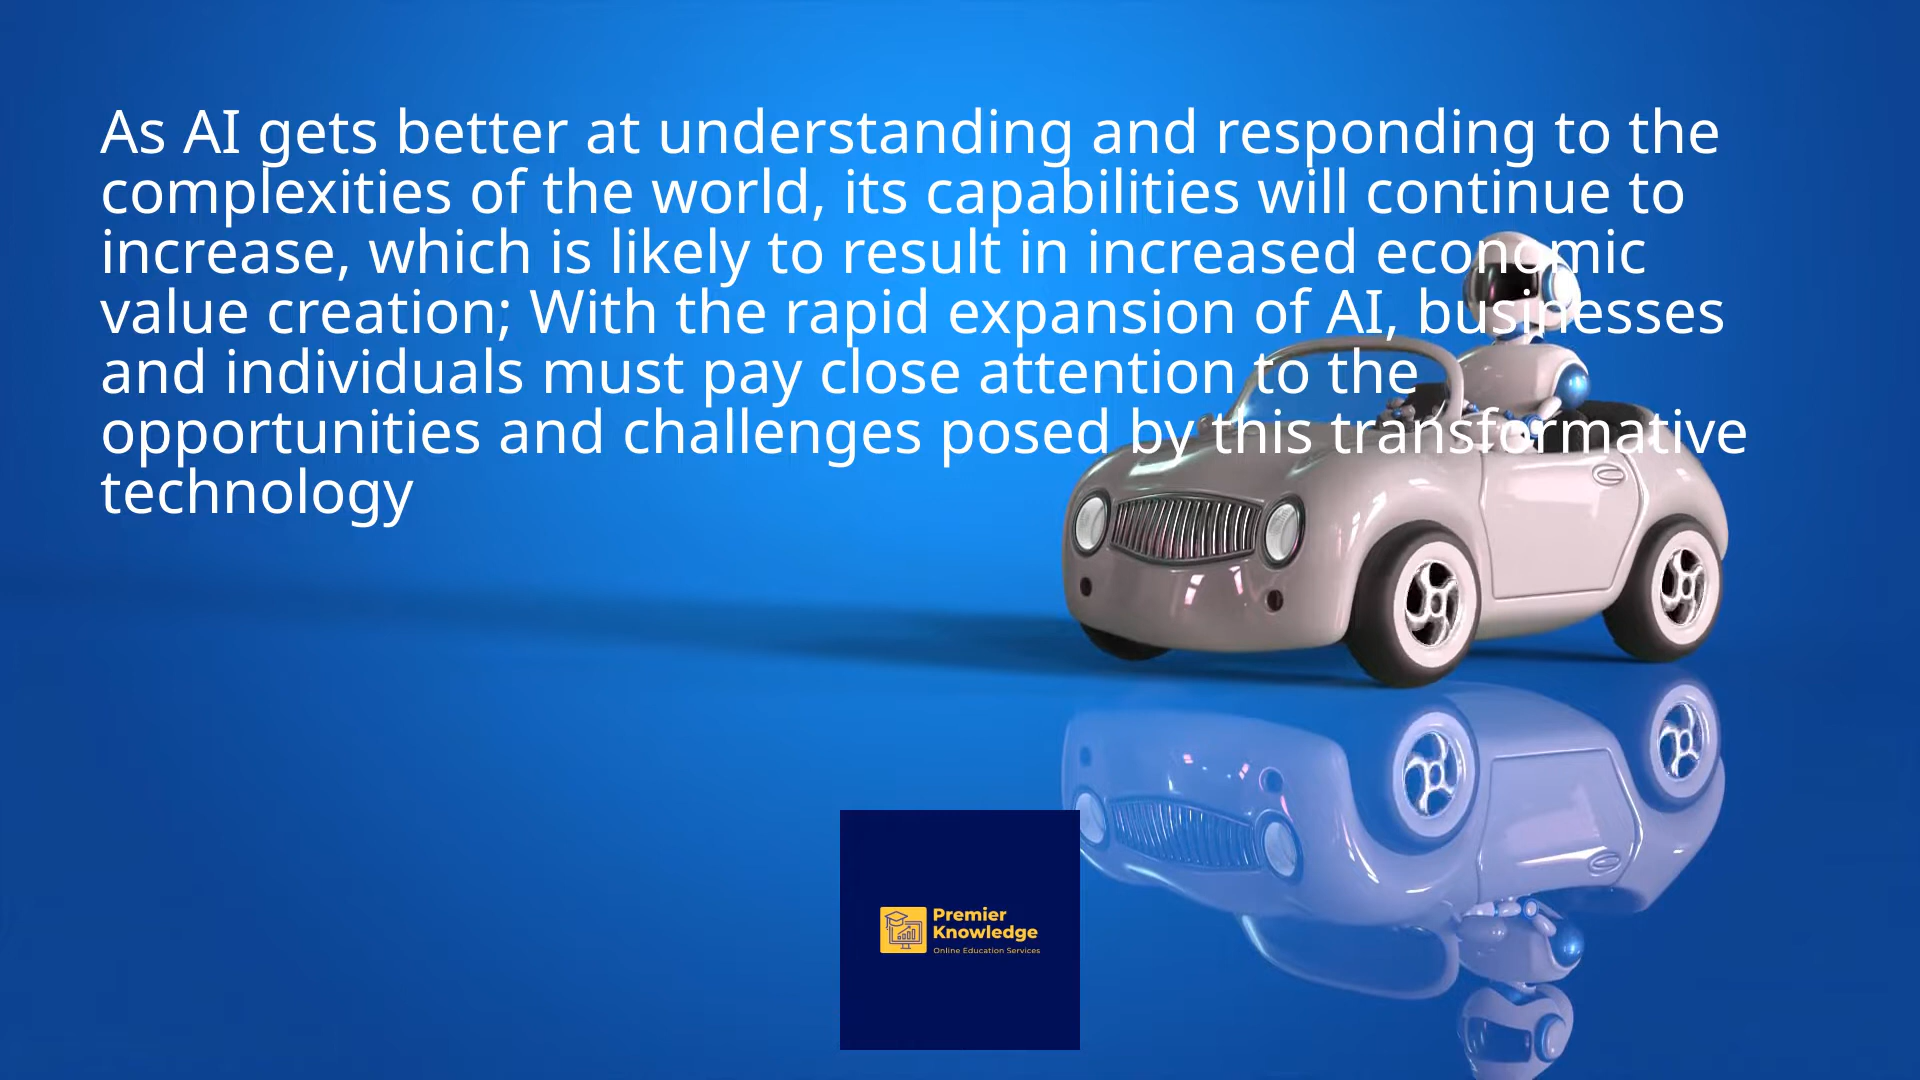 As AI gets better at understanding and responding to the
complexities of the world, its capabilities will continue to
increase, which is likely to result in increased economic
value creation; With the rapid expansion of AI, businesses
and individuals must pay close attention to the
opportunities and challenges posed by this transformative
technology
Premier
Knowledge
Online Education Services